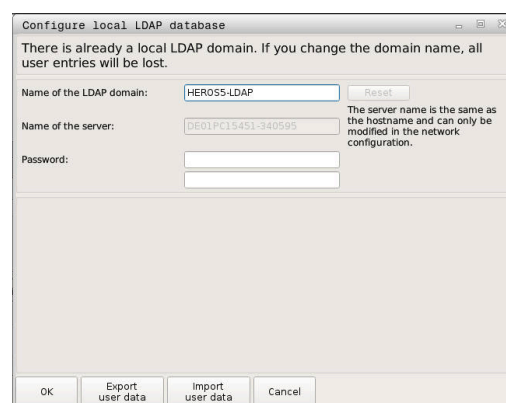 Configure local LDAP database
There is already a local LDAP domain. If you change the domain name, all
user entries will be lost.
Name of the LDAP domain:
HEROS5-LDAP
Reset
The server name is the same as
the hostname and can only be
modified in the network
configuration.
Name of the server:
DE01PC15451-340595
Password:
OK
Export
user data
Import
user data
Cancel